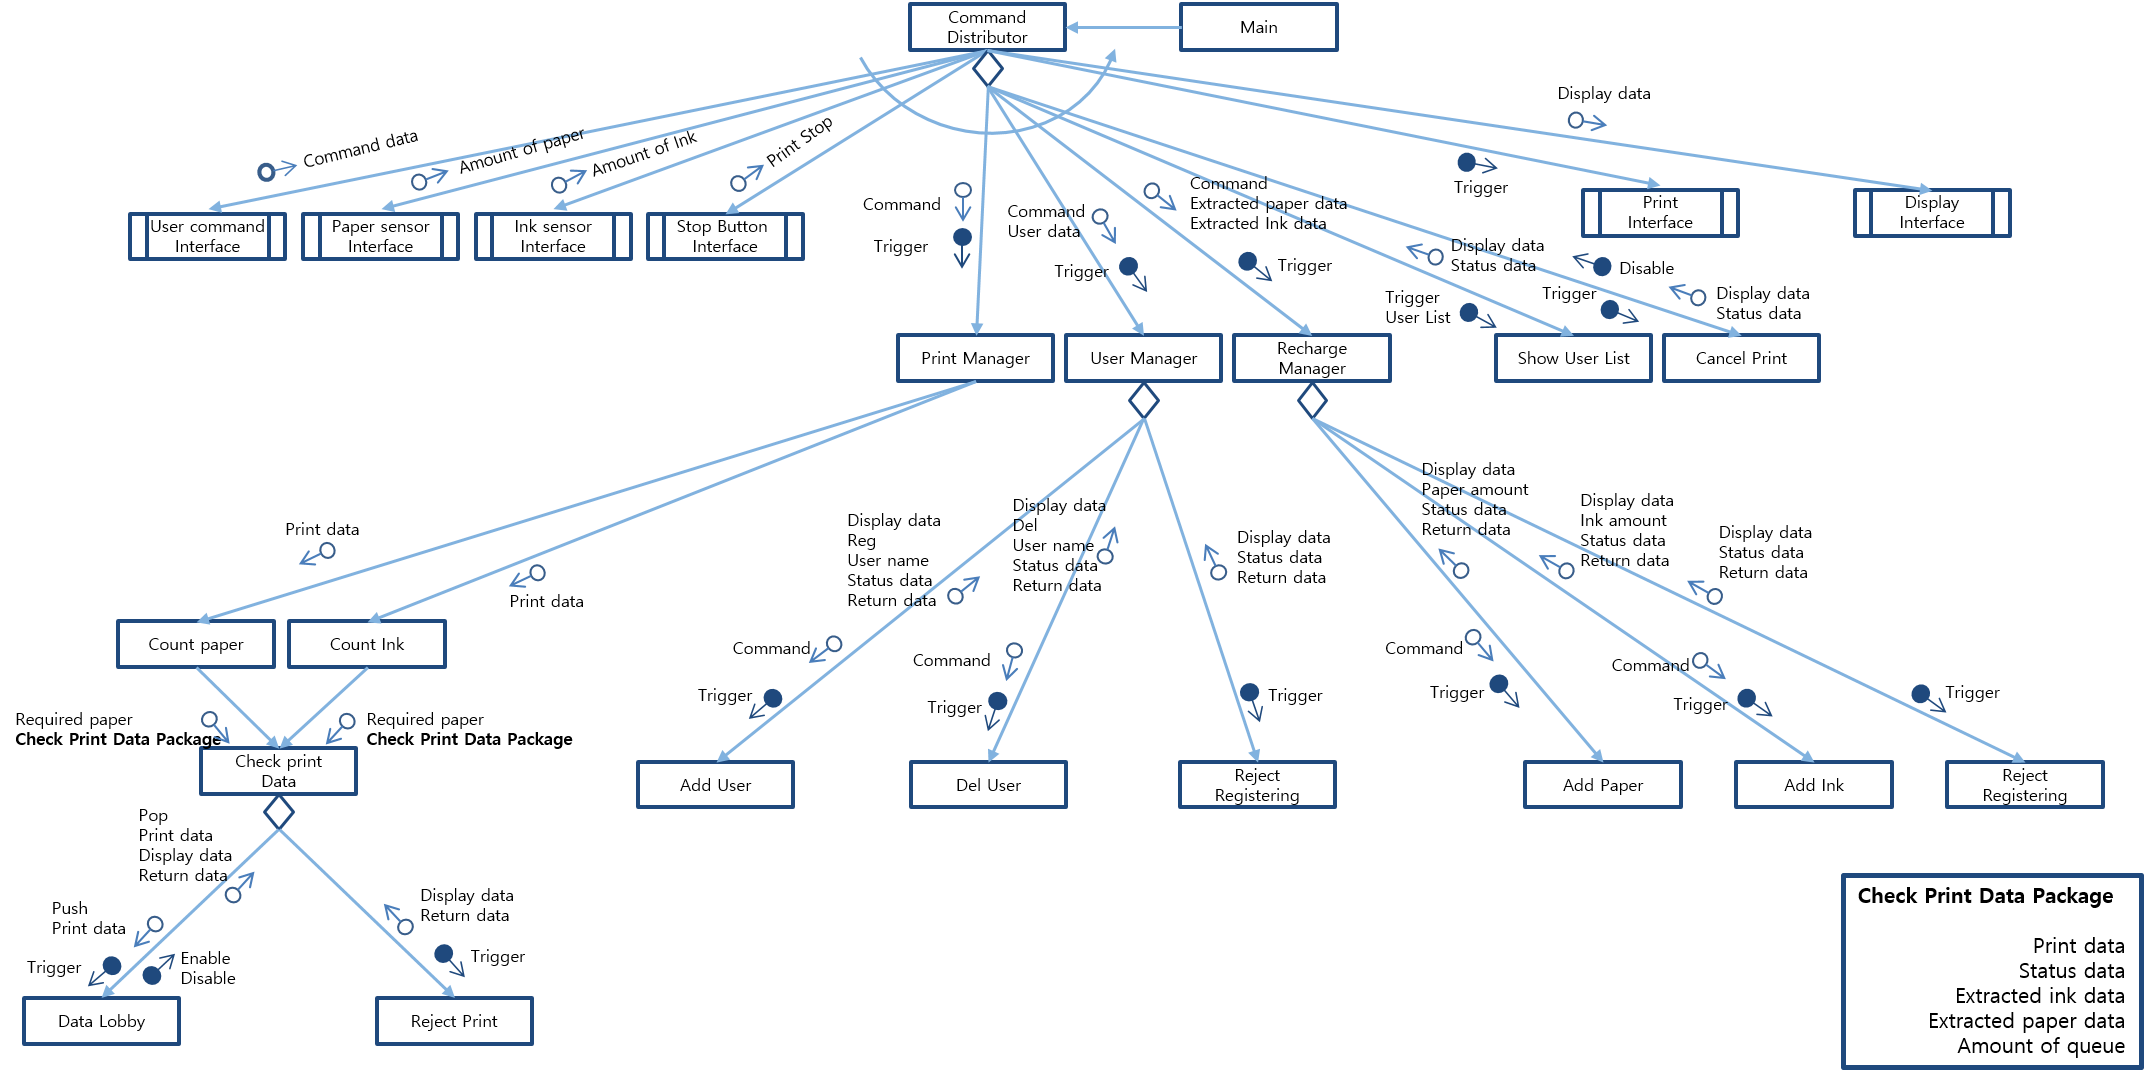 Command
Distributor
Main
Display data
Command data
Amount of paper
Amount of Ink
Print Stop
Trigger
User command
Interface
Paper sensor
Interface
Ink sensor
Interface
Stop Button
Interface
Print
Interface
Display
Interface
Command
Trigger
Command
User data
Trigger
Command
Extracted paper data
Extracted Ink data
Trigger
Display data
Status data
Trigger
User List
Disable
Trigger
Display data
Status data
Print Manager
User Manager
Recharge
Manager
Show User List
Cancel Print
Print data
Print data
Display data
Reg
User name
Status data
Return data
Display data
Del
User name
Status data
Return data
Display data
Status data
Return data
Display data
Paper amount
Status data
Return data
Display data
Ink amount
Status data
Return data
Display data
Status data
Return data
Count paper
Count Ink
Command
Trigger
Command
Trigger
Trigger
Command
Trigger
Command
Trigger
Trigger
Required paper
Check Print Data Package
Required paper
Check Print Data Package
Check print
Data
Add User
Del User
Reject
Registering
Add Paper
Add Ink
Reject
Registering
Pop
Print data
Display data
Return data
Push
Print data
Trigger
Enable
Disable
Display data
Return data
Trigger
Data Lobby
Reject Print
Check Print Data Package
Print data
Status data
Extracted ink data
Extracted paper data
Amount of queue